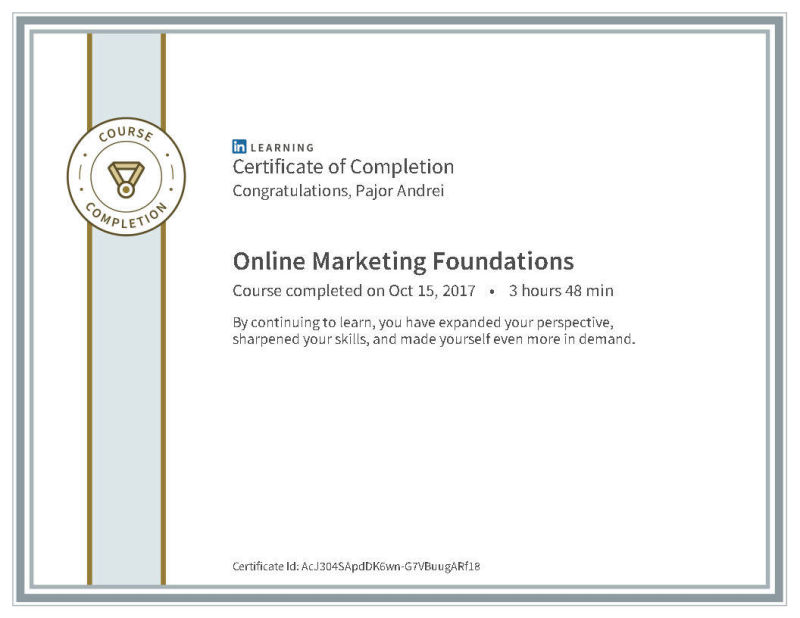 COURSE
COMPLETION
in LEARNING
Certificate of Completion
Congratulations, Pajor Andrei
Online Marketing Foundations
Course completed on Oct 15, 2017 • 3 hours 48 min
By continuing to learn, you have expanded your perspective,
sharpened your skills, and made yourself even more in demand.
Certificate Id: AcJ304SApdDK6wn-G7VBuugARf18